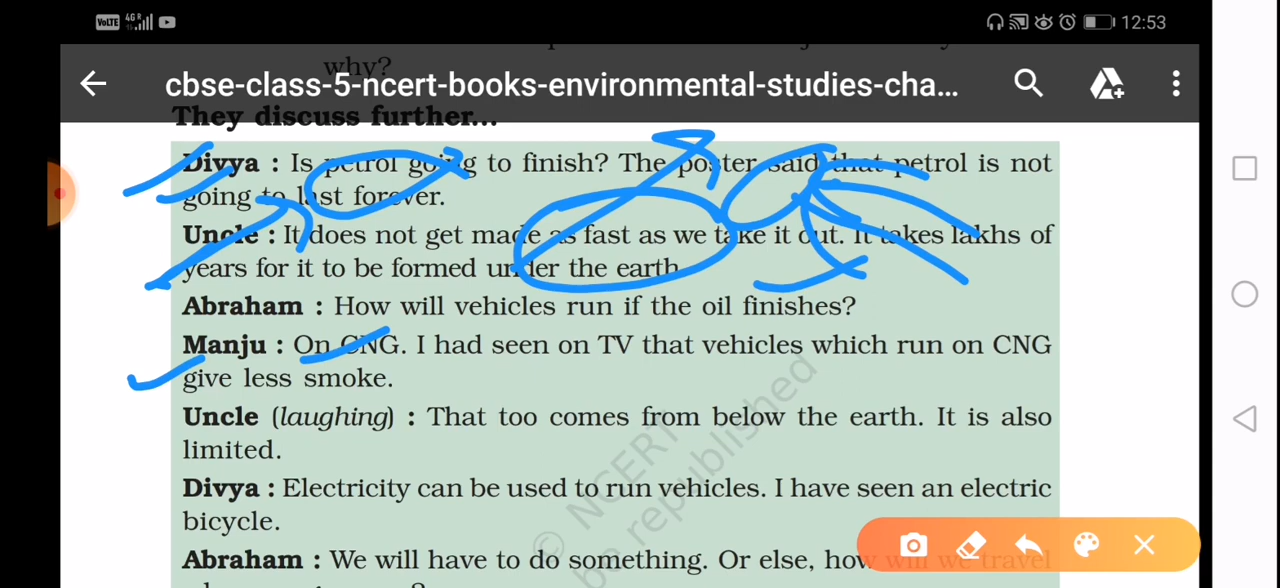 VoLTE 4G R 12:53
why?
cbse-class-5-ncert-books-environmental-studies-cha...
They discuss further...
Divya : Is petrol going to finish? The poster said that petrol is not
going to last forever.
Uncle : It does not get made as fast as we take it out. It takes lakhs of
years for it to be formed under the earth.
Abraham : How will vehicles run if the oil finishes?
Manju : On CNG. I had seen on TV that vehicles which run on CNG
give less smoke.
Uncle (laughing) : That too comes from below the earth. It is also
limited.
Divya : Electricity can be used to run vehicles. I have seen an electric
bicycle.
Abraham : We will have to do something. Or else, how will we travel
© NCERT
be republished